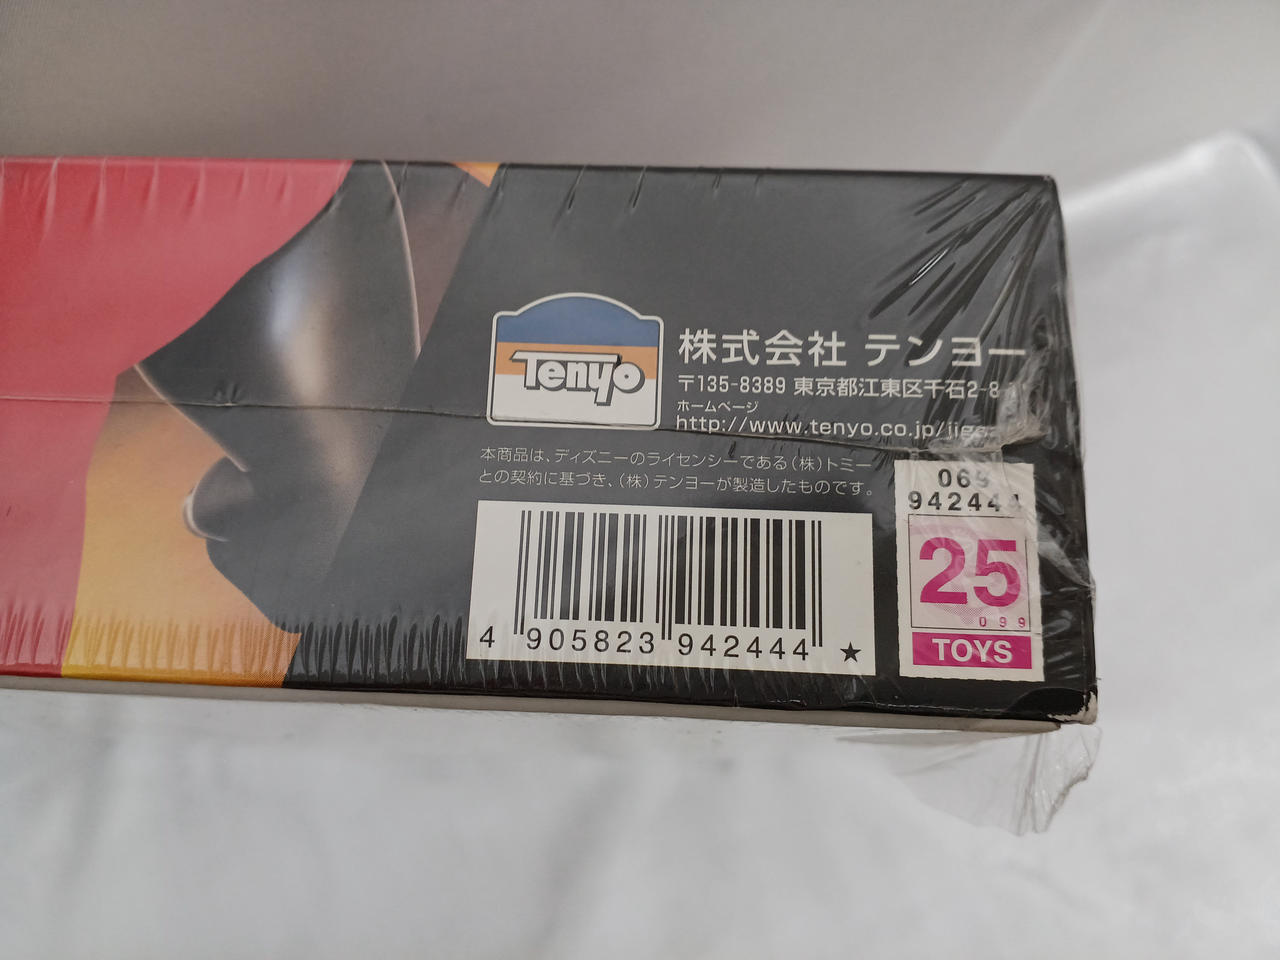 Tenyo
株式会社 テンヨー
〒135-8389 東京都江東区千石2-8
ホームページ
http://www.tenyo.co.jp/
本商品は、ディズニーのライセンシーである(株)トミー
との契約に基づき、(株)テンヨーが製造したものです。
4 905823 942444 ★
069
942444
25
099
TOYS